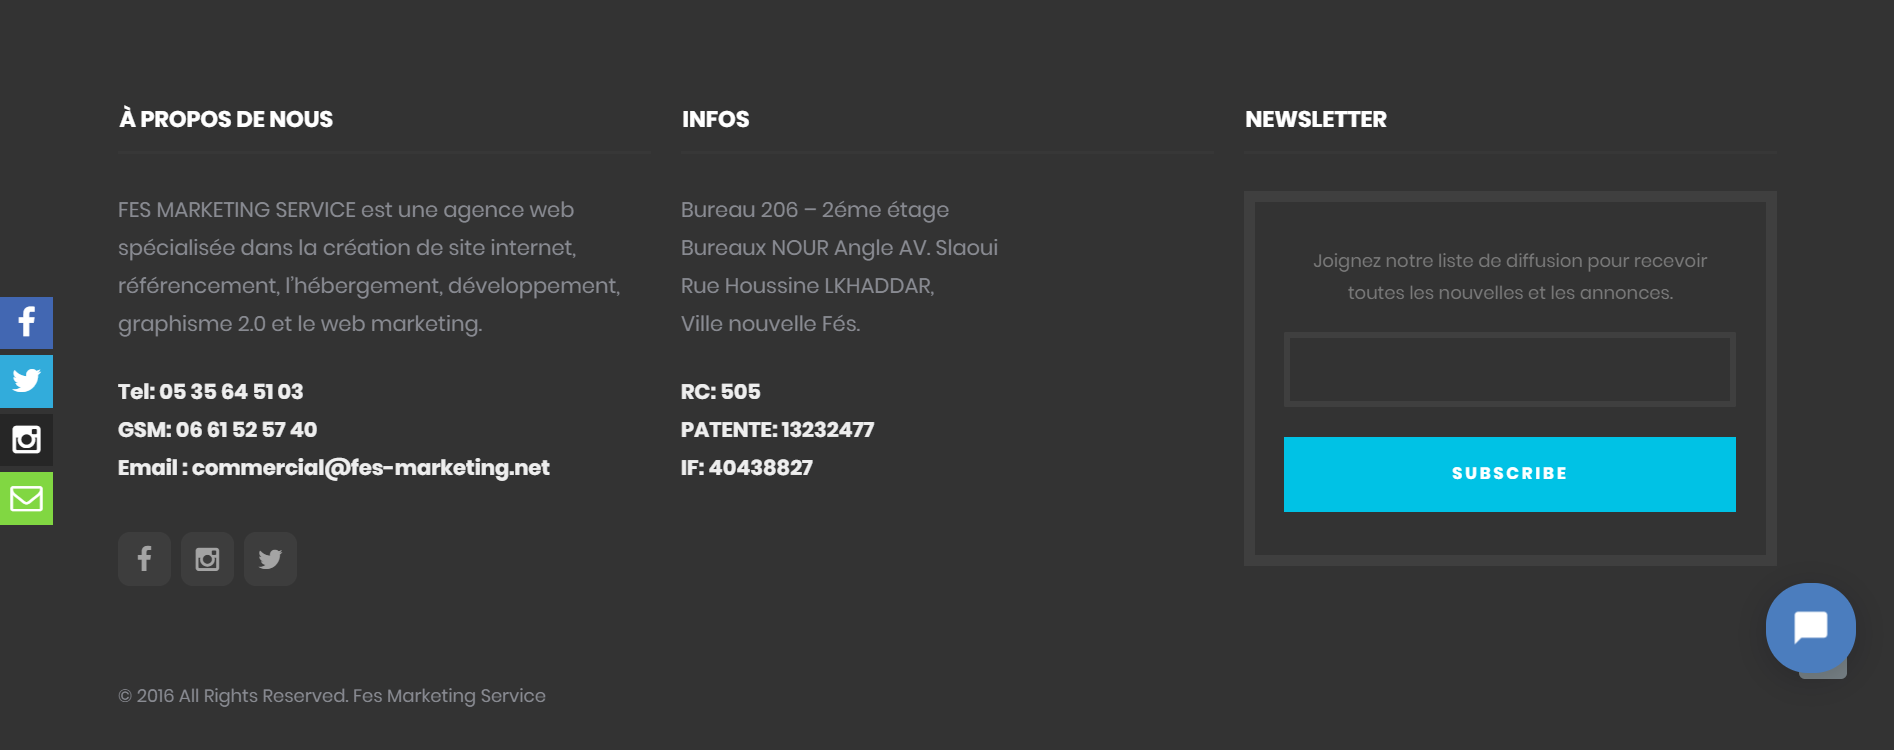 À PROPOS DE NOUS
FES MARKETING SERVICE est une agence web
spécialisée dans la création de site internet,
référencement, l'hébergement, développement,
graphisme 2.0 et le web marketing.
Tel: 05 35 64 51 03
GSM: 06 61 52 57 40
Email : commercial@fes-marketing.net
INFOS
Bureau 206 – 2éme étage
Bureaux NOUR Angle AV. Slaoui
Rue Houssine LKHADDAR,
Ville nouvelle Fés.
RC: 505
PATENTE: 13232477
IF: 40438827
NEWSLETTER
Joignez notre liste de diffusion pour recevoir
toutes les nouvelles et les annonces.
SUBSCRIBE
© 2016 All Rights Reserved. Fes Marketing Service